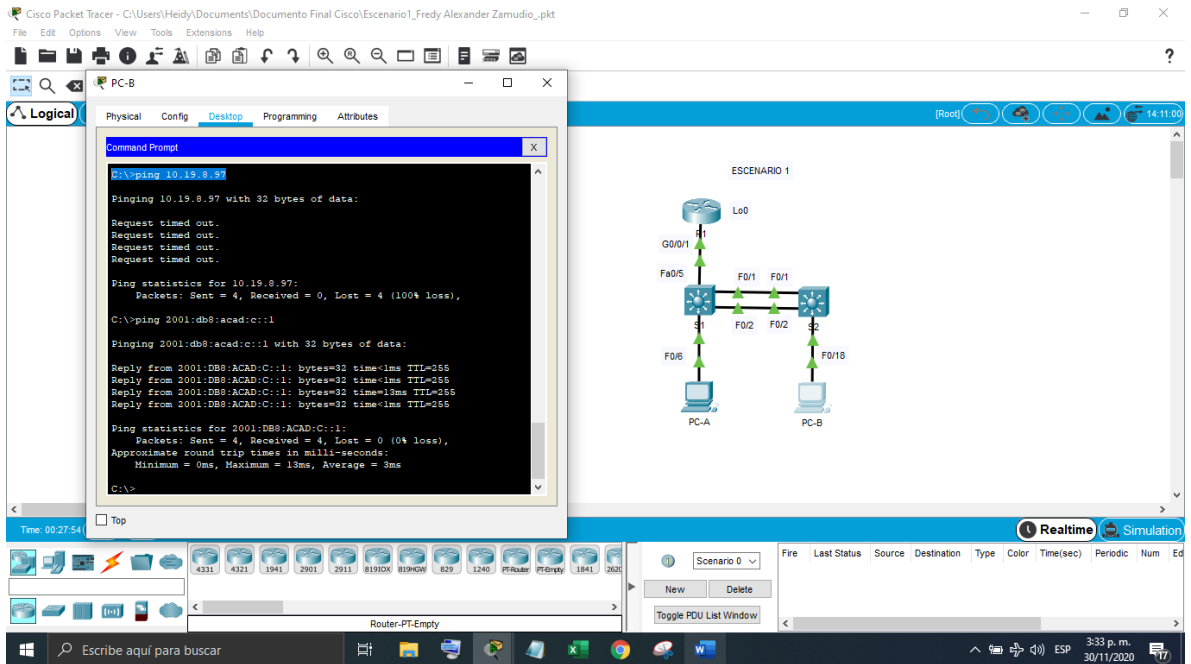 Cisco Packet Tracer - C:\Users\Heidy\Documents\Documento Final Cisco\Escenario1_Fredy Alexander Zamudio_.pkt
File Edit Options View Tools Extensions Help
?
PC-B
Logical
[Root]
14:11:00
Physical Config Desktop Programming Attributes
Command Prompt
X
C:\>ping 10.19.8.97
Pinging 10.19.8.97 with 32 bytes of data:
Request timed out.
Request timed out.
Request timed out.
Request timed out.
Ping statistics for 10.19.8.97:
Packets: Sent = 4, Received = 0, Lost = 4 (100% loss),
C:\>ping 2001:db8:acad:c::1
Pinging 2001:db8:acad:c::1 with 32 bytes of data:
Reply from 2001:DB8:ACAD:C::1: bytes=32 time<1ms TTL=255
Reply from 2001:DB8:ACAD:C::1: bytes=32 time<1ms TTL=255
Reply from 2001:DB8:ACAD:C::1: bytes=32 time=13ms TTL=255
Reply from 2001:DB8:ACAD:C::1: bytes=32 time<1ms TTL=255
Ping statistics for 2001:DB8:ACAD:C::1:
Packets: Sent = 4, Received = 4, Lost = 0 (0% loss),
Approximate round trip times in milli-seconds:
Minimum = 0ms, Maximum = 13ms, Average = 3ms
C:\>
Top
ESCENARIO 1
Lo0
R1
G0/0/1
Fa0/5
F0/1 F0/1
S1
F0/2 F0/2
S2
F0/6
F0/18
PC-A
PC-B
Time: 00:27:54
Realtime
Simulation
4331 4321 1941 2901 2911 819IOX 819HGW 829 1240 PT-Router PT-Empty 1841 2620
Router-PT-Empty
Scenario 0
New Delete
Toggle PDU List Window
Fire Last Status Source Destination Type Color Time(sec) Periodic Num Ed
Escribe aquí para buscar
ESP
3:33 p. m.
30/11/2020
17